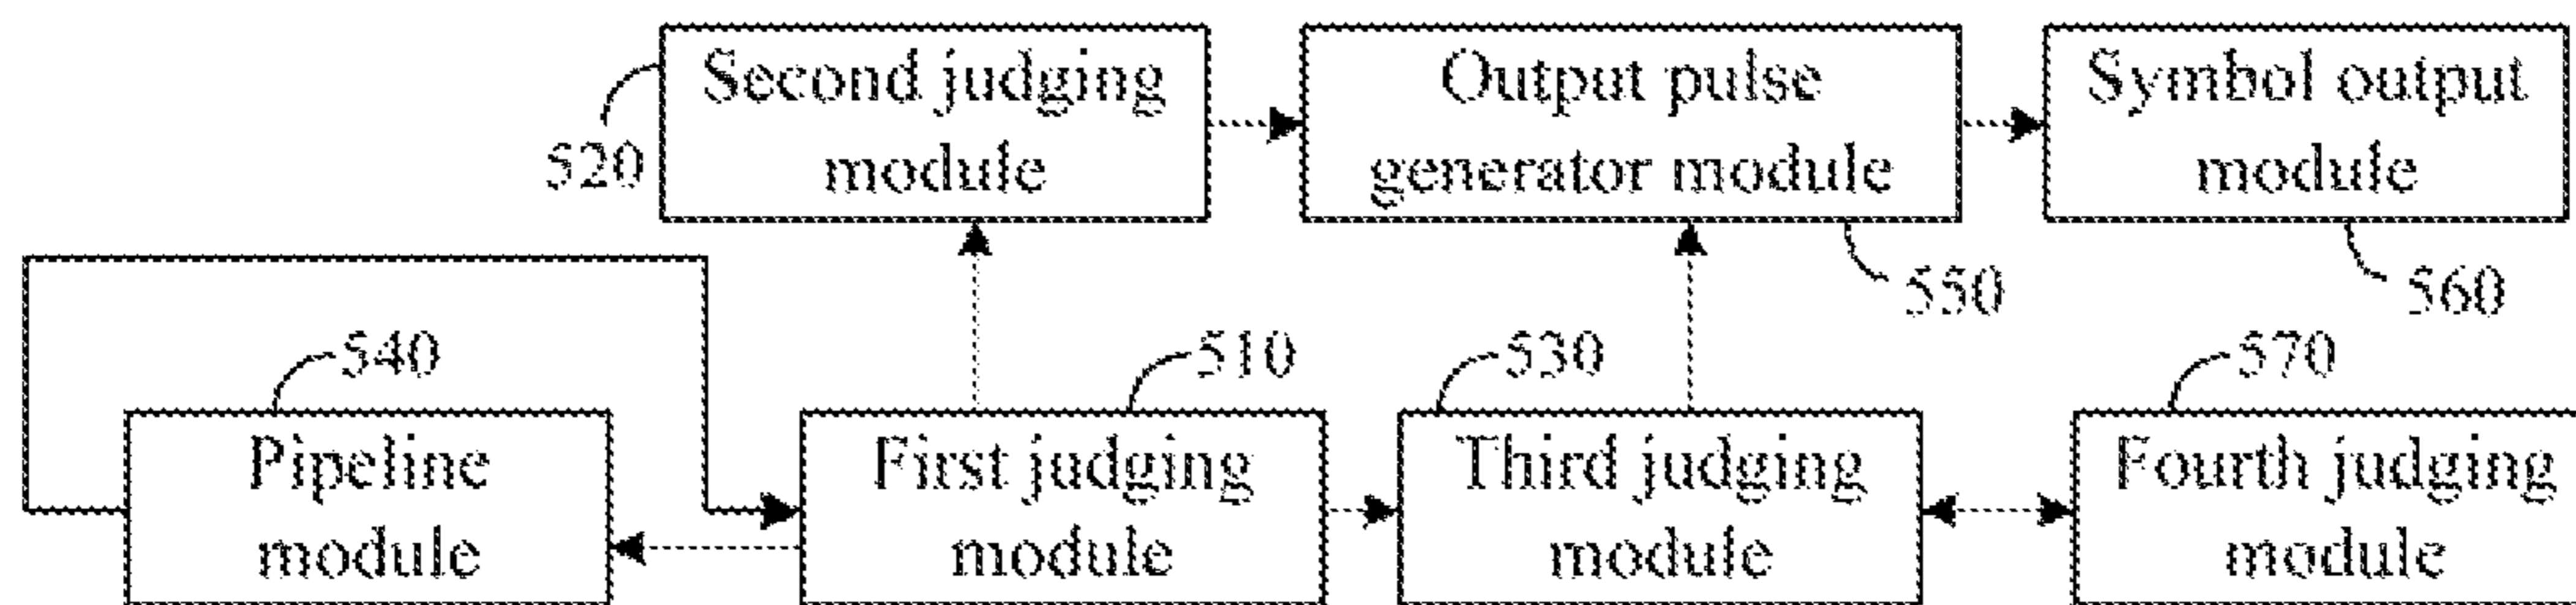 Second judging
module
Output pulse
generator module
Symbol output
module
520
550
560
540
510
530
570
Pipeline
module
First judging
module
Third judging
module
Fourth judging
module